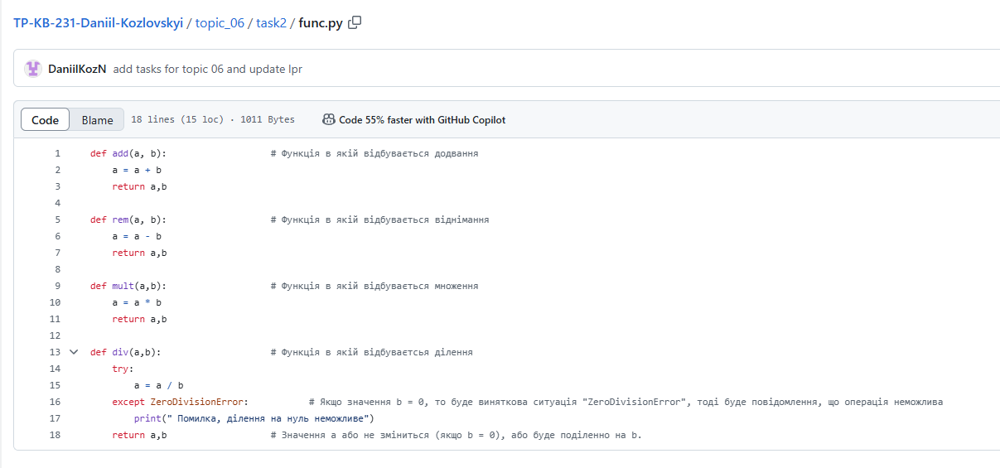 TP-KB-231-Daniil-Kozlovskyi / topic_06 / task2 / func.py
DaniilKozN add tasks for topic 06 and update lpr
Code Blame 18 lines (15 loc) · 1011 Bytes Code 55% faster with GitHub Copilot
1 def add(a, b): # Функція в якій відбувається додвання
2 a = a + b
3 return a,b
4
5 def rem(a, b): # Функція в якій відбувається віднімання
6 a = a - b
7 return a,b
8
9 def mult(a,b): # Функція в якій відбувається множення
10 a = a * b
11 return a,b
12
13 def div(a,b): # Функція в якій відбуваєтсья ділення
14 try:
15 a = a / b
16 except ZeroDivisionError: # Якщо значення b = 0, то буде виняткова ситуація "ZeroDivisionError", тоді буде повідомлення, що операція неможлива
17 print(" Помилка, ділення на нуль неможливе")
18 return a,b # Значення a або не зміниться (якщо b = 0), або буде поділенно на b.